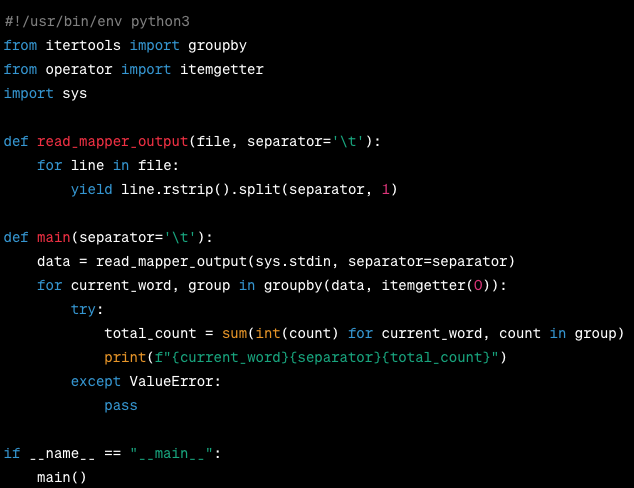 #!/usr/bin/env python3
from itertools import groupby
from operator import itemgetter
import sys

def read_mapper_output(file, separator='\t'):
    for line in file:
        yield line.rstrip().split(separator, 1)

def main(separator='\t'):
    data = read_mapper_output(sys.stdin, separator=separator)
    for current_word, group in groupby(data, itemgetter(0)):
        try:
            total_count = sum(int(count) for current_word, count in group)
            print(f"{current_word}{separator}{total_count}")
        except ValueError:
            pass

if __name__ == "__main__":
    main()